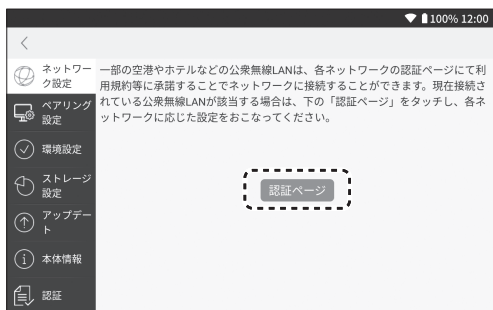 100% 12:00
ネットワー
ク設定
ペアリング
設定
環境設定
ストレージ
設定
アップデー
ト
本体情報
認証
一部の空港やホテルなどの公衆無線LANは、各ネットワークの認証ページにて利
用規約等に承諾することでネットワークに接続することができます。現在接続さ
れている公衆無線LANが該当する場合は、下の「認証ページ」をタッチし、各ネ
ットワークに応じた設定をおこなってください。
認証ページ